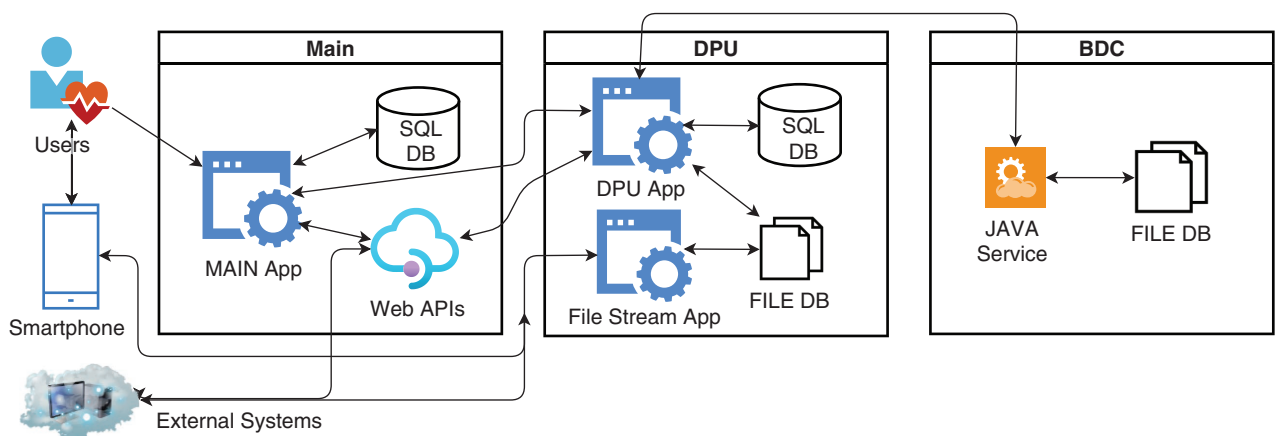 Main
DPU
BDC
Users
SQL
DB
MAIN App
Web APIs
Smartphone
External Systems
SQL
DB
DPU App
File Stream App
FILE DB
JAVA
Service
FILE DB